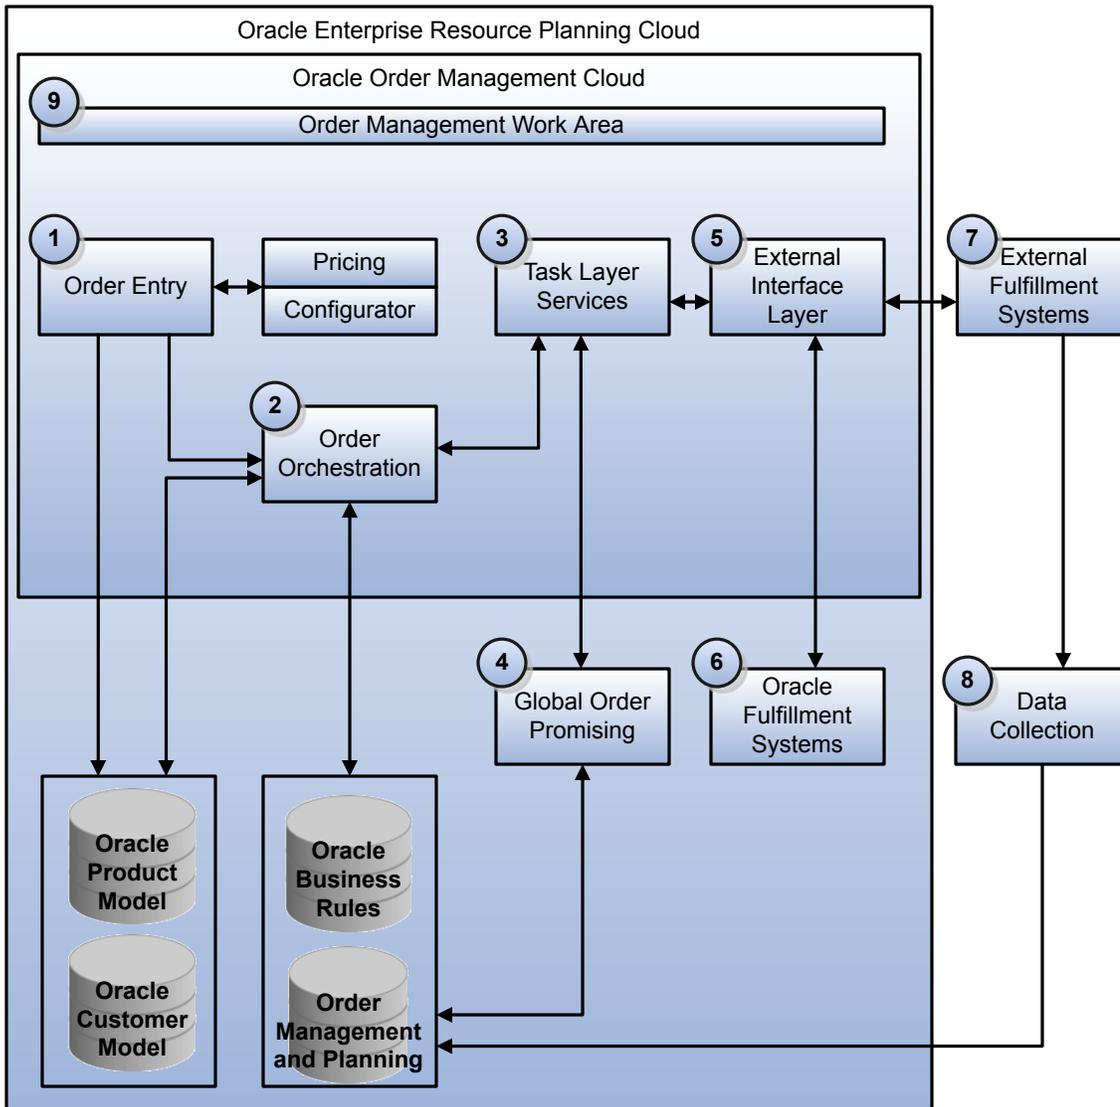 Oracle Enterprise Resource Planning Cloud
Oracle Order Management Cloud
9
Order Management Work Area
1
Order Entry
Pricing
Configurator
3
Task Layer
Services
5
External
Interface
Layer
7
External
Fulfillment
Systems
2
Order
Orchestration
4
Global Order
Promising
6
Oracle
Fulfillment
Systems
8
Data
Collection
Oracle
Product
Model
Oracle
Customer
Model
Oracle
Business
Rules
Order
Management
and Planning